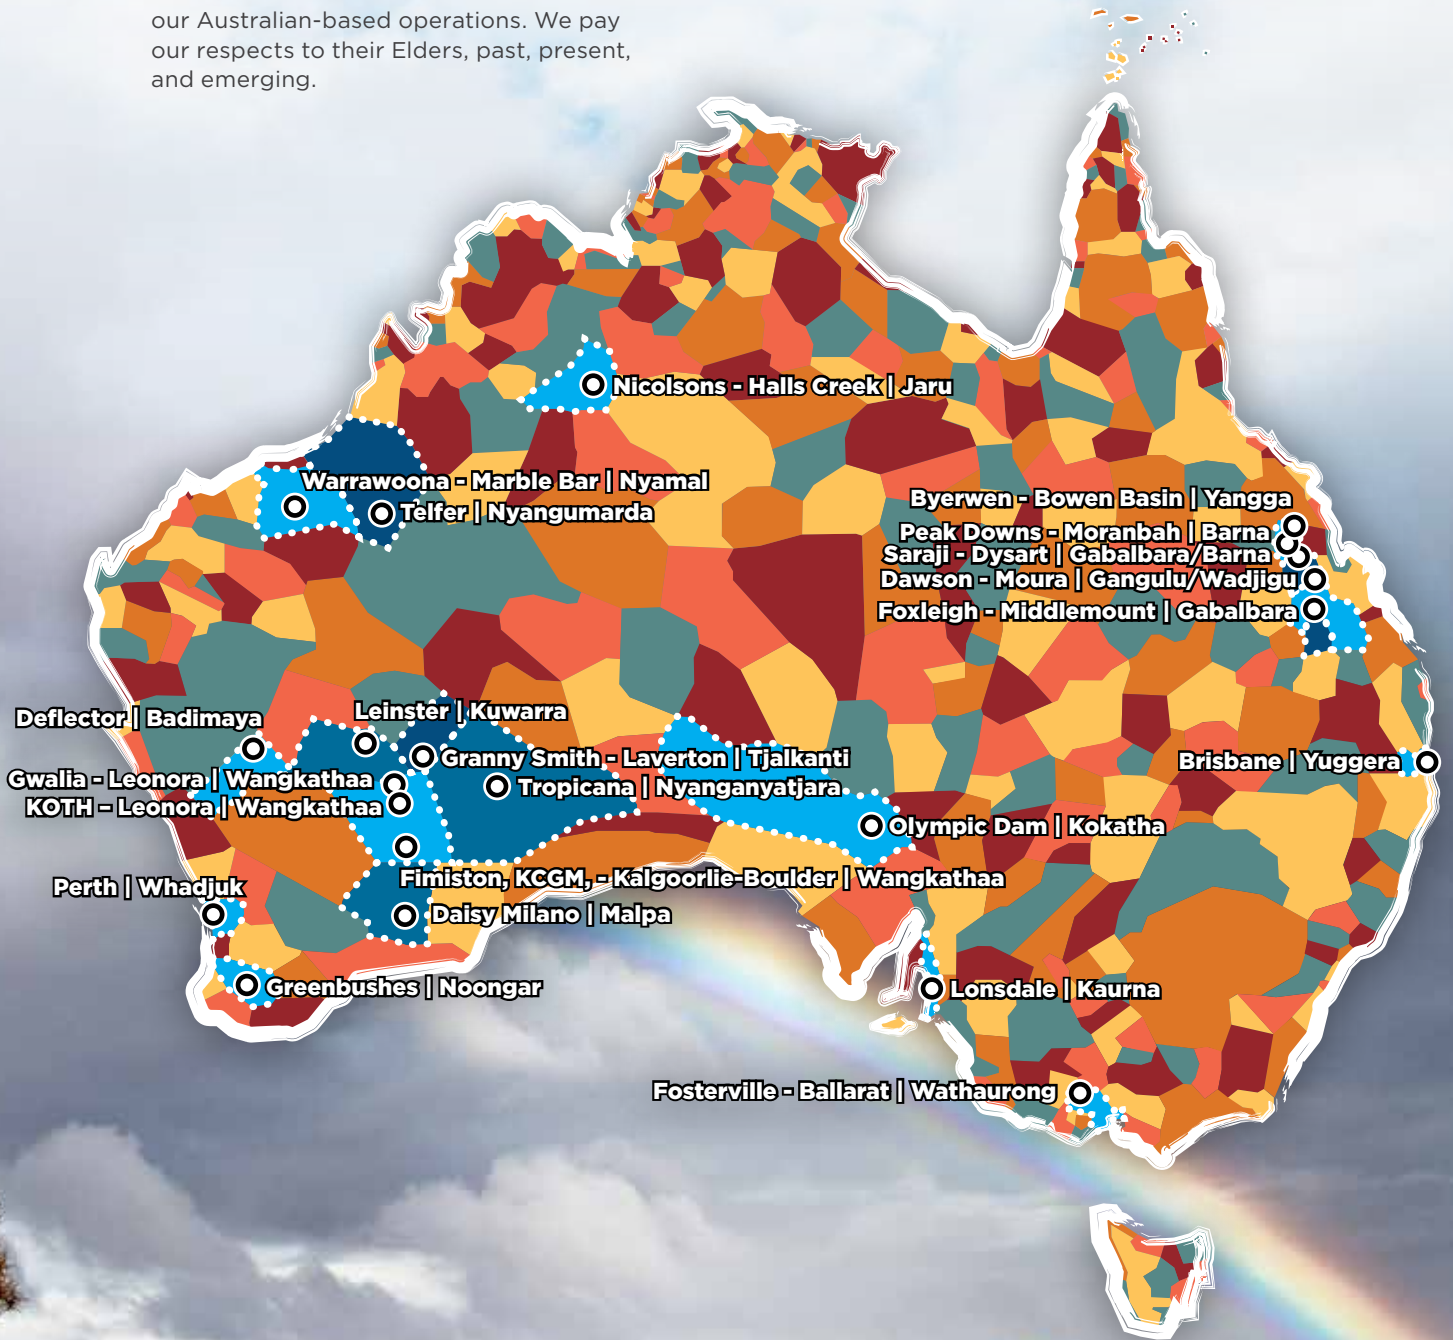 our Australian-based operations. We pay
our respects to their Elders, past, present,
and emerging.
Nicolsons - Halls Creek | Jaru
Warrawoona - Marble Bar | Nyamal
Telfer | Nyangumarda
Byerwen - Bowen Basin | Yangga
Peak Downs - Moranbah | Barna
Saraji - Dysart | Gabalbara/Barna
Dawson - Moura | Gangulu/Wadjigu
Foxleigh - Middlemount | Gabalbara
Deflector | Badimaya
Leinster | Kuwarra
Granny Smith - Laverton | Tjalkanti
Brisbane | Yuggera
Gwalia - Leonora | Wangkathaa
Tropicana | Nyanganyatjara
KOTH – Leonora | Wangkathaa
Olympic Dam | Kokatha
Fimiston, KCGM, - Kalgoorlie-Boulder | Wangkathaa
Perth | Whadjuk
Daisy Milano | Malpa
Greenbushes | Noongar
Lonsdale | Kaurna
Fosterville - Ballarat | Wathaurong